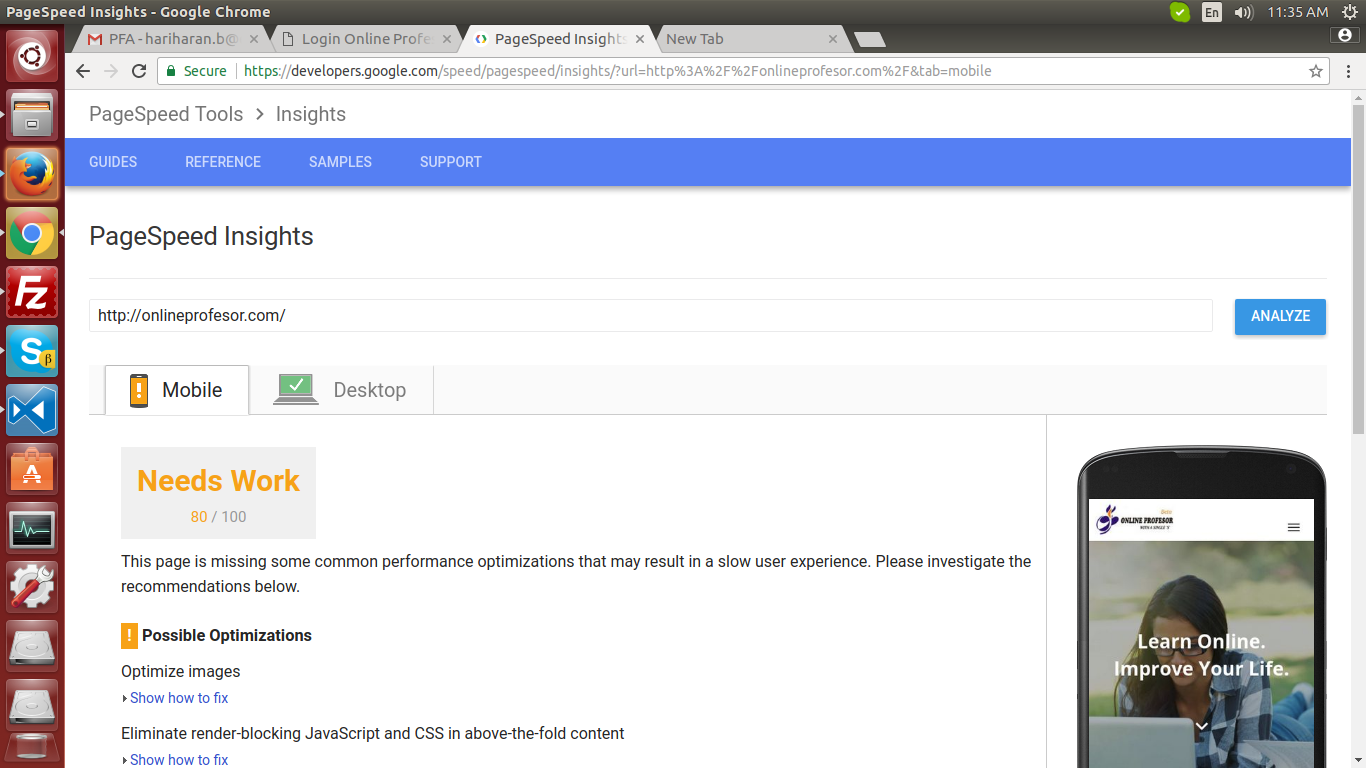 PageSpeed Insights - Google Chrome
En
11:35 AM
PFA - hariharan.b@
Login Online Profe
PageSpeed Insights
New Tab
Secure
https://developers.google.com/speed/pagespeed/insights/?url=http%3A%2F%2Fonlineprofesor.com%2F&tab=mobile
PageSpeed Tools > Insights
GUIDES
REFERENCE
SAMPLES
SUPPORT
PageSpeed Insights
http://onlineprofesor.com/
ANALYZE
Mobile
Desktop
Needs Work
80 / 100
This page is missing some common performance optimizations that may result in a slow user experience. Please investigate the
recommendations below.
! Possible Optimizations
Optimize images
Show how to fix
Eliminate render-blocking JavaScript and CSS in above-the-fold content
Show how to fix
Beta
ONLINE PROFESOR
WITH A SINGLE 'S'
Learn Online.
Improve Your Life.